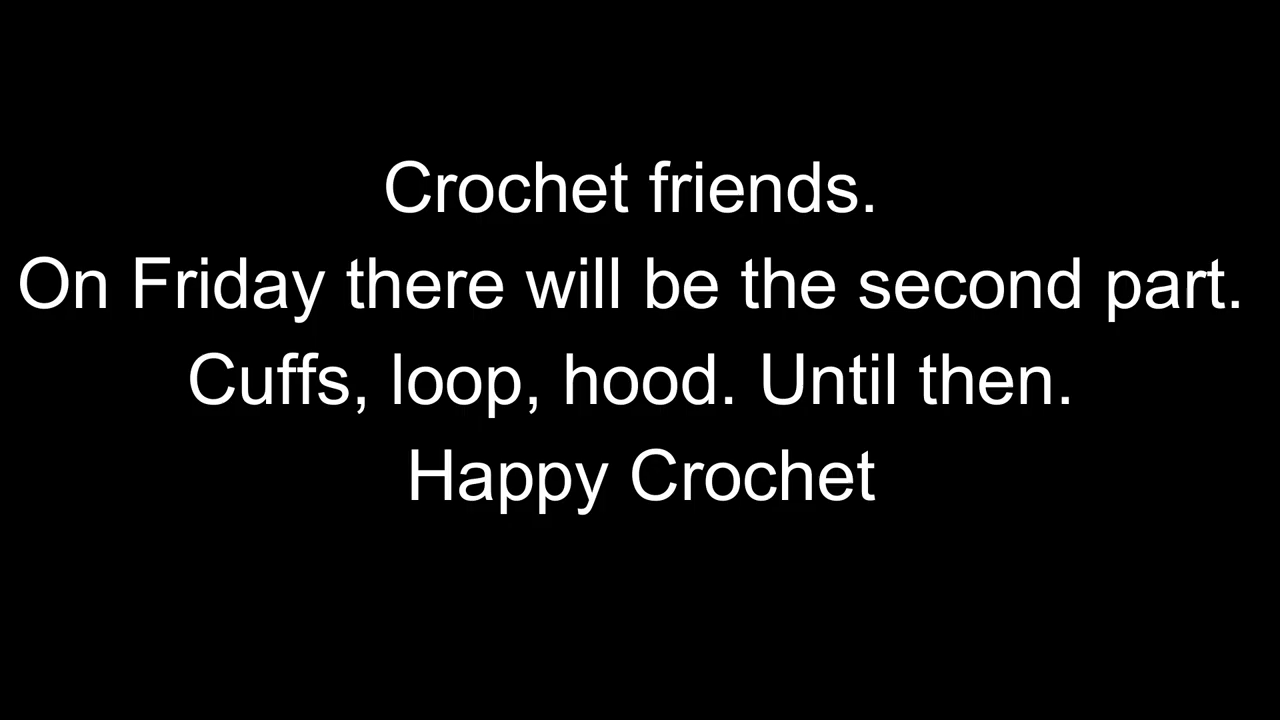 Crochet friends.
On Friday there will be the second part.
Cuffs, loop, hood. Until then.
Happy Crochet